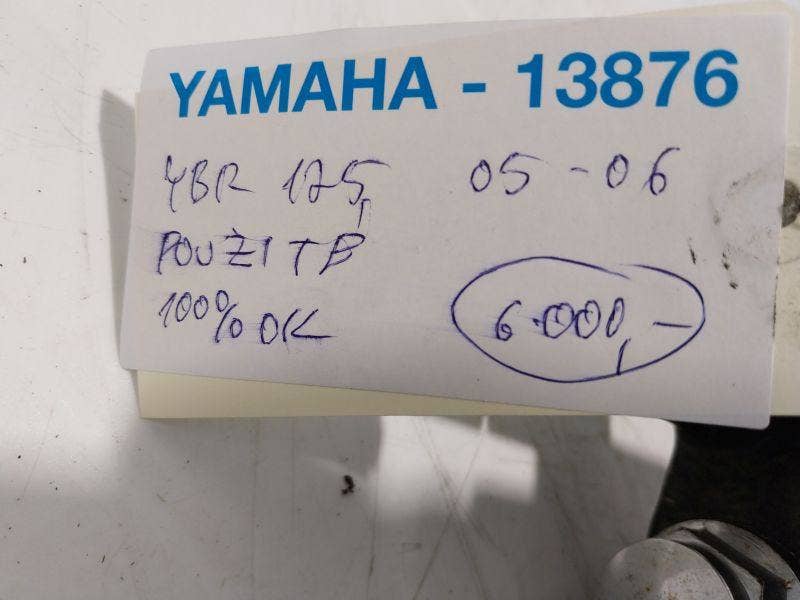 YAMAHA - 13876
YBR 125 05-06
POUŽITÉ
100% OK 6.000,-